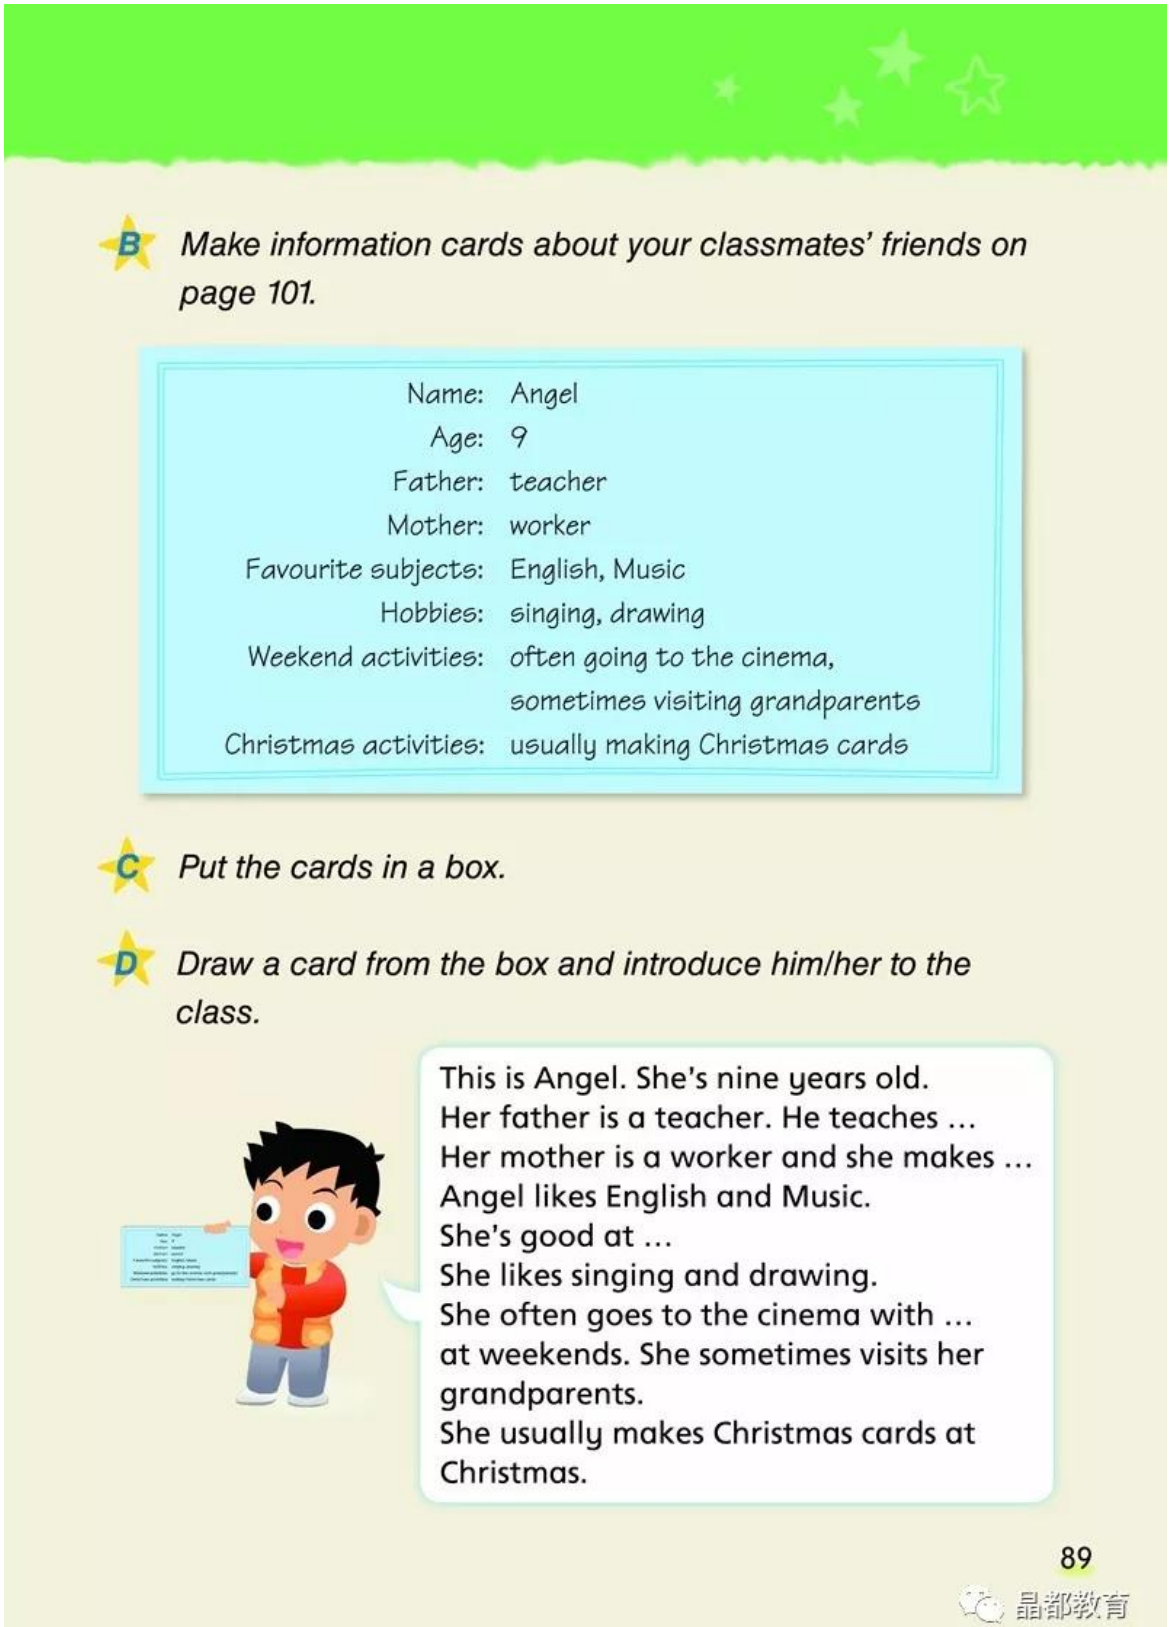 B Make information cards about your classmates' friends on
page 101.
Name: Angel
Age: 9
Father: teacher
Mother: worker
Favourite subjects: English, Music
Hobbies: singing, drawing
Weekend activities: often going to the cinema,
sometimes visiting grandparents
Christmas activities: usually making Christmas cards
C Put the cards in a box.
D Draw a card from the box and introduce him/her to the
class.
This is Angel. She's nine years old.
Her father is a teacher. He teaches ...
Her mother is a worker and she makes ...
Angel likes English and Music.
She's good at ...
She likes singing and drawing.
She often goes to the cinema with ...
at weekends. She sometimes visits her
grandparents.
She usually makes Christmas cards at
Christmas.
89
晶都教育